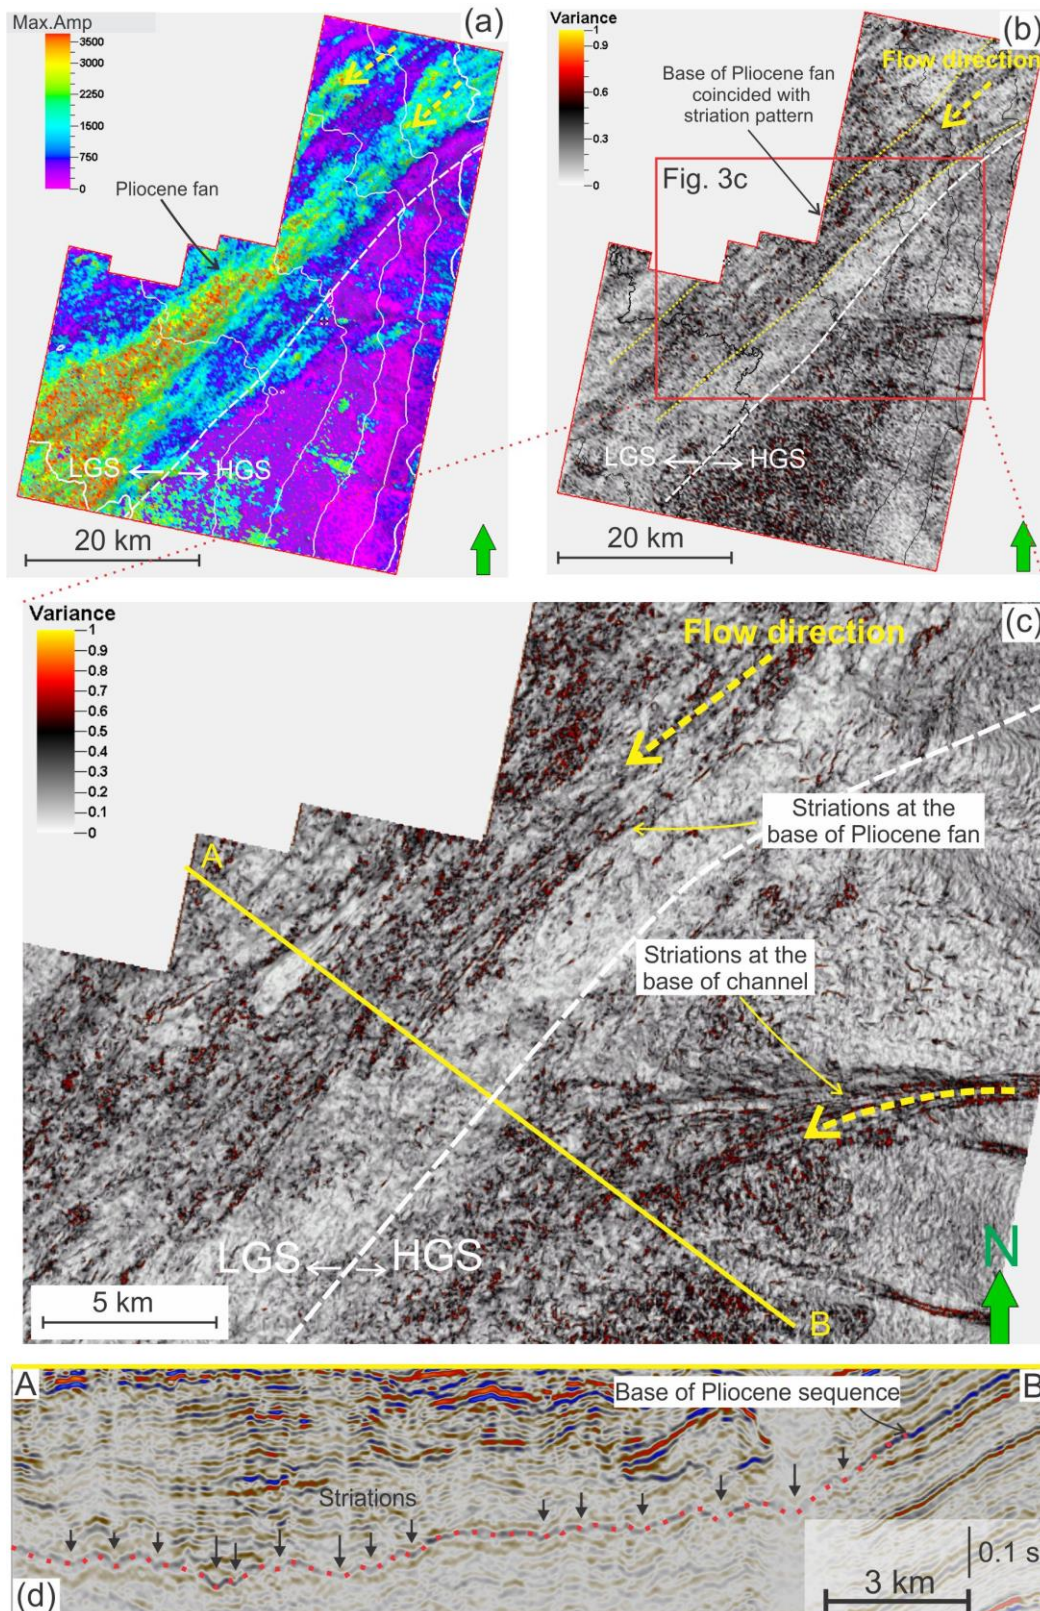 Max.Amp
3500
3000
2250
1500
750
0
(a)
Pliocene fan
LGS
HGS
20 km
Variance
1
0.9
0.6
0.3
0
(b)
Flow direction
Base of Pliocene fan
coincided with
striation pattern
Fig. 3c
LGS
HGS
20 km
Variance
1
0.9
0.8
0.7
0.6
0.5
0.4
0.3
0.2
0.1
0
(c)
Flow direction
Striations at the
base of Pliocene fan
A
Striations at the
base of channel
LGS
HGS
N
5 km
B
A
Base of Pliocene sequence
B
Striations
0.1 s
(d)
3 km